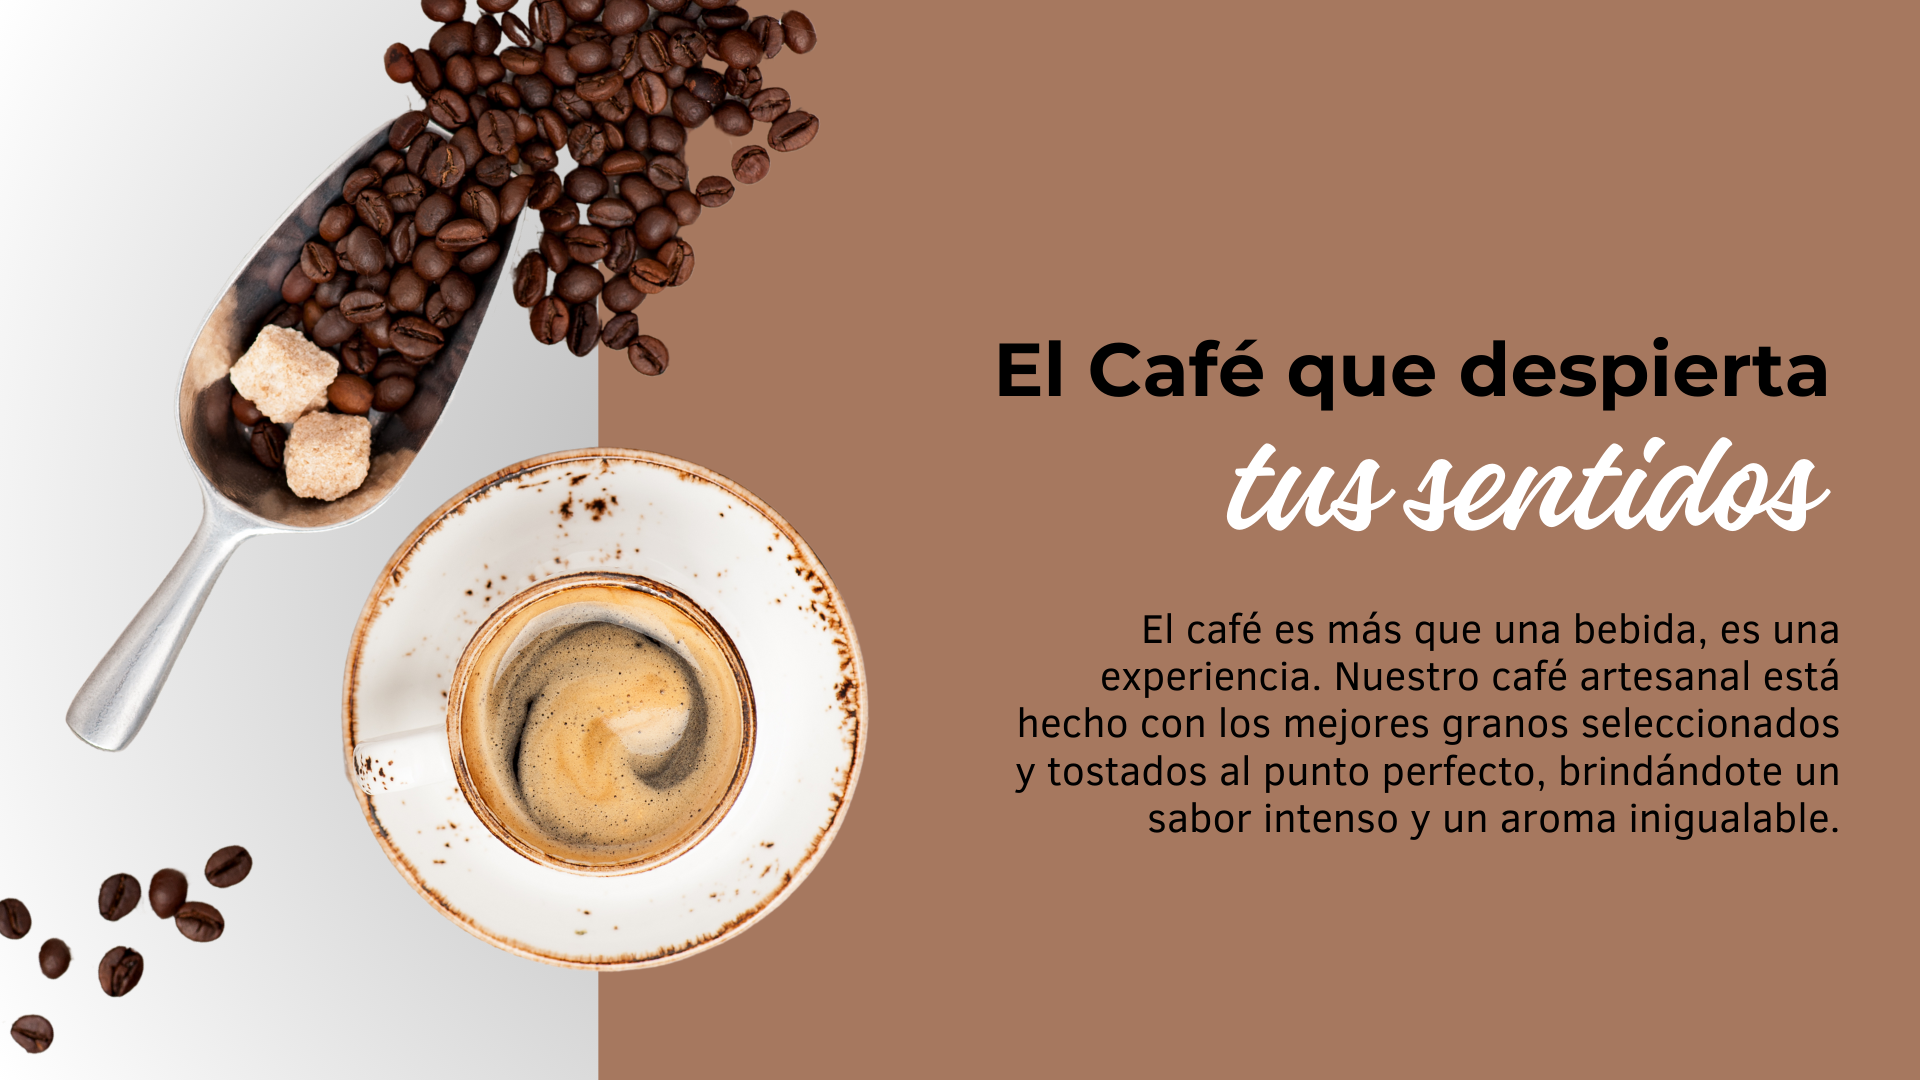 El Café que despierta
tus sentidos
El café es más que una bebida, es una
experiencia. Nuestro café artesanal está
hecho con los mejores granos seleccionados
y tostados al punto perfecto, brindándote un
sabor intenso y un aroma inigualable.